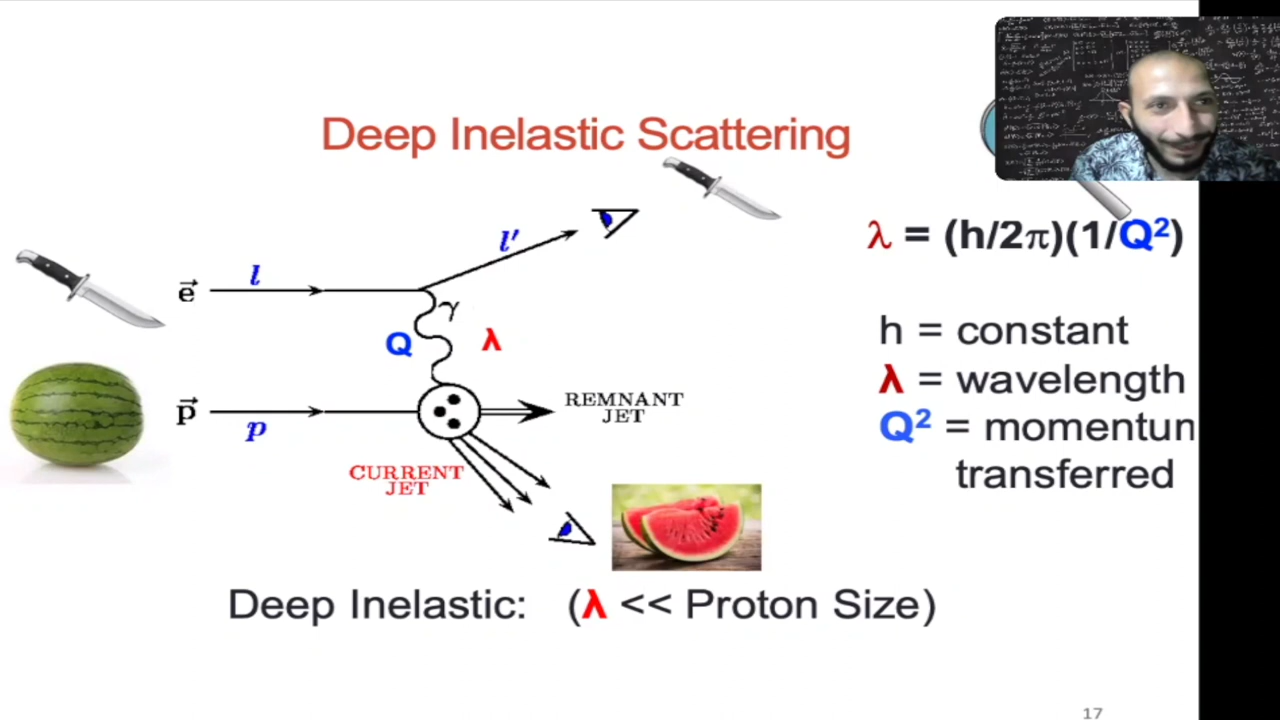 Deep Inelastic Scattering
l'
λ = (h/2π)(1/Q²)
l
e⃗
γ
Q
λ
h = constant
λ = wavelength
p⃗
p
REMNANT
JET
Q² = momentun
transferred
CURRENT
JET
Deep Inelastic: (λ << Proton Size)
17